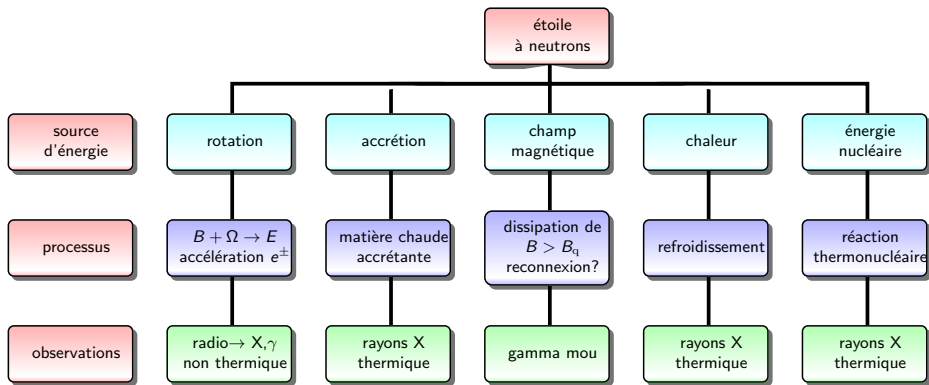 étoile
à neutrons
source
d'énergie
rotation
accrétion
champ
magnétique
chaleur
énergie
nucléaire
processus
B + Ω → E
accélération e±
matière chaude
accrétante
dissipation de
B > Bq
reconnexion?
refroidissement
réaction
thermonucléaire
observations
radio→ X,γ
non thermique
rayons X
thermique
gamma mou
rayons X
thermique
rayons X
thermique